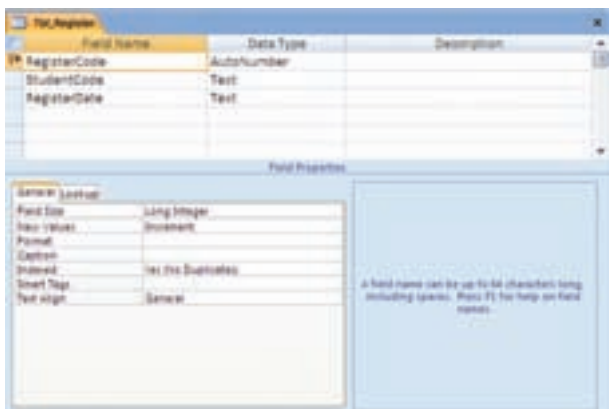 Tbl_Register
Field Name Data Type Description
RegisterCode AutoNumber
StudentCode Text
RegisterDate Text
Field Properties
General Lookup
Field Size Long Integer
New Values Increment
Format
Caption
Indexed Yes (No Duplicates)
Smart Tags
Text Align General
A field name can be up to 64 characters long,
including spaces. Press F1 for help on field
names.